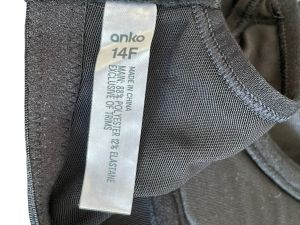 anko
14F
MADE IN CHINA
MAIN: 88% POLYESTER 12% ELASTANE
EXCLUSIVE OF TRIMS